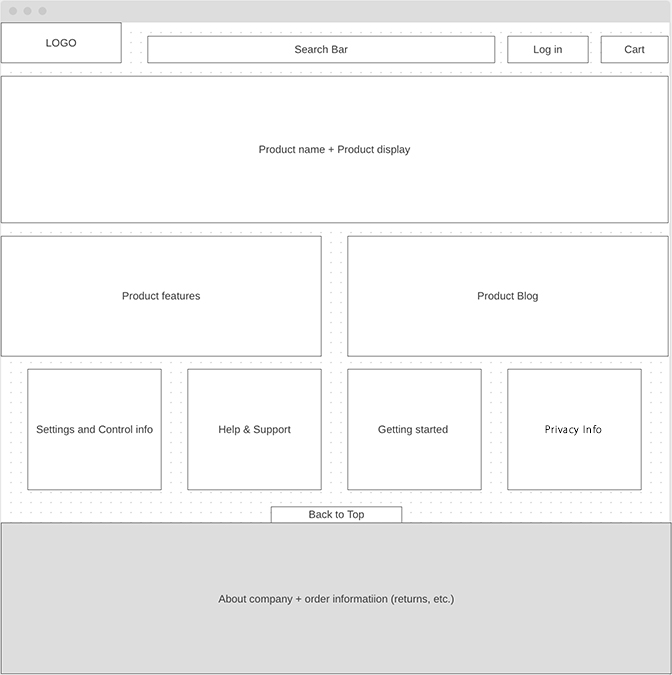 LOGO
Search Bar
Log in
Cart
Product name + Product display
Product features
Product Blog
Settings and Control info
Help & Support
Getting started
Privacy Info
Back to Top
About company + order informatiion (returns, etc.)